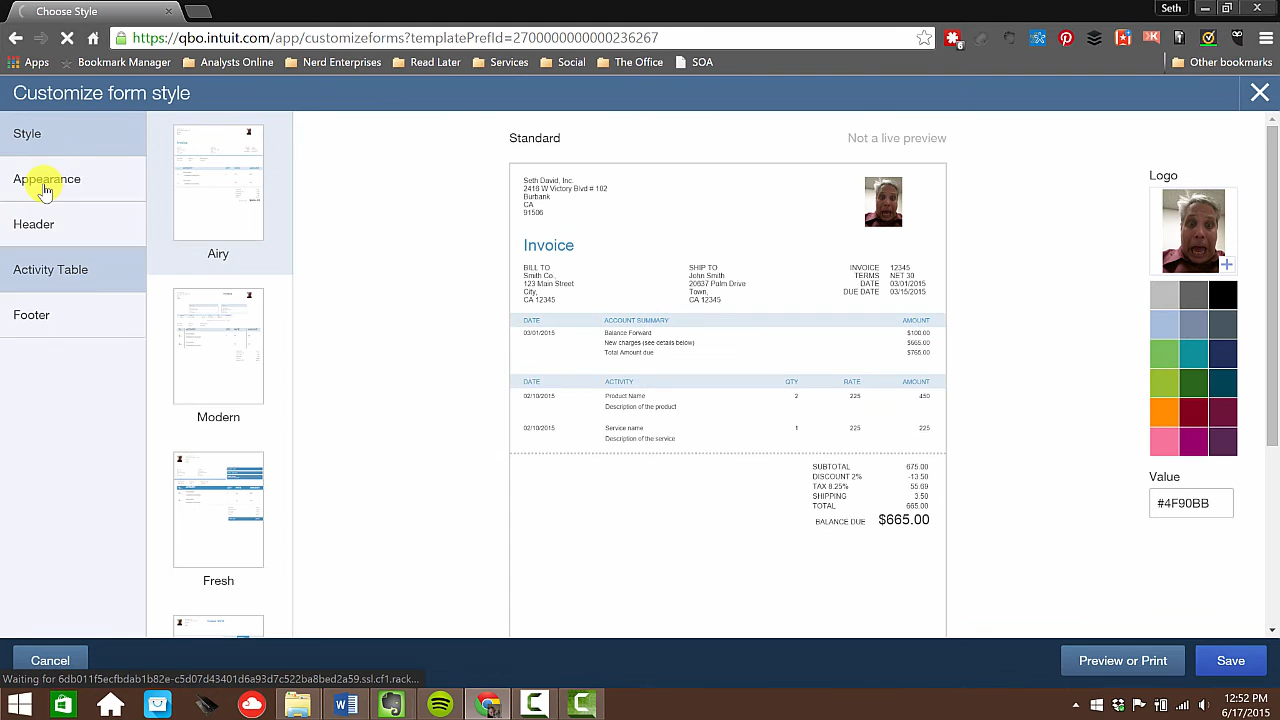 Choose Style
Seth
https://qbo.intuit.com/app/customizeforms?templatePrefId=2700000000000236267
6
Apps
Bookmark Manager
Analysts Online
Nerd Enterprises
Read Later
Services
Social
The Office
SOA
Other bookmarks
Customize form style
Style
Appearance
Header
Activity Table
Footer
Airy
Modern
Fresh
Standard
Not a live preview
Seth David, Inc.
2418 W Victory Blvd # 102
Burbank
CA
91506
Invoice
BILL TO
Smith Co.,
123 Main Street
City,
CA 12345
SHIP TO
John Smith
20637 Palm Drive
Town,
CA 12345
INVOICE 12345
TERMS NET 30
DATE 03/01/2015
DUE DATE 03/15/2015
DATE ACCOUNT SUMMARY AMOUNT
03/01/2015 Balance Forward $100.00
New charges (see details below) $665.00
Total Amount due $765.00
DATE ACTIVITY QTY RATE AMOUNT
02/10/2015 Product Name 2 225 450
Description of the product
02/10/2015 Service name 1 225 225
Description of the service
SUBTOTAL 675.00
DISCOUNT 2% -13.50
TAX 8.25%
SHIPPING 3.50
TOTAL 665.00
BALANCE DUE $665.00
Logo
Value
#4F90BB
Cancel
Preview or Print
Save
Waiting for 6db011f5ecfbdab1b82e-c5d07d43401d6a93d7c522ba8bed2a59.ssl.cf1.rack...
12:52 PM
6/17/2015